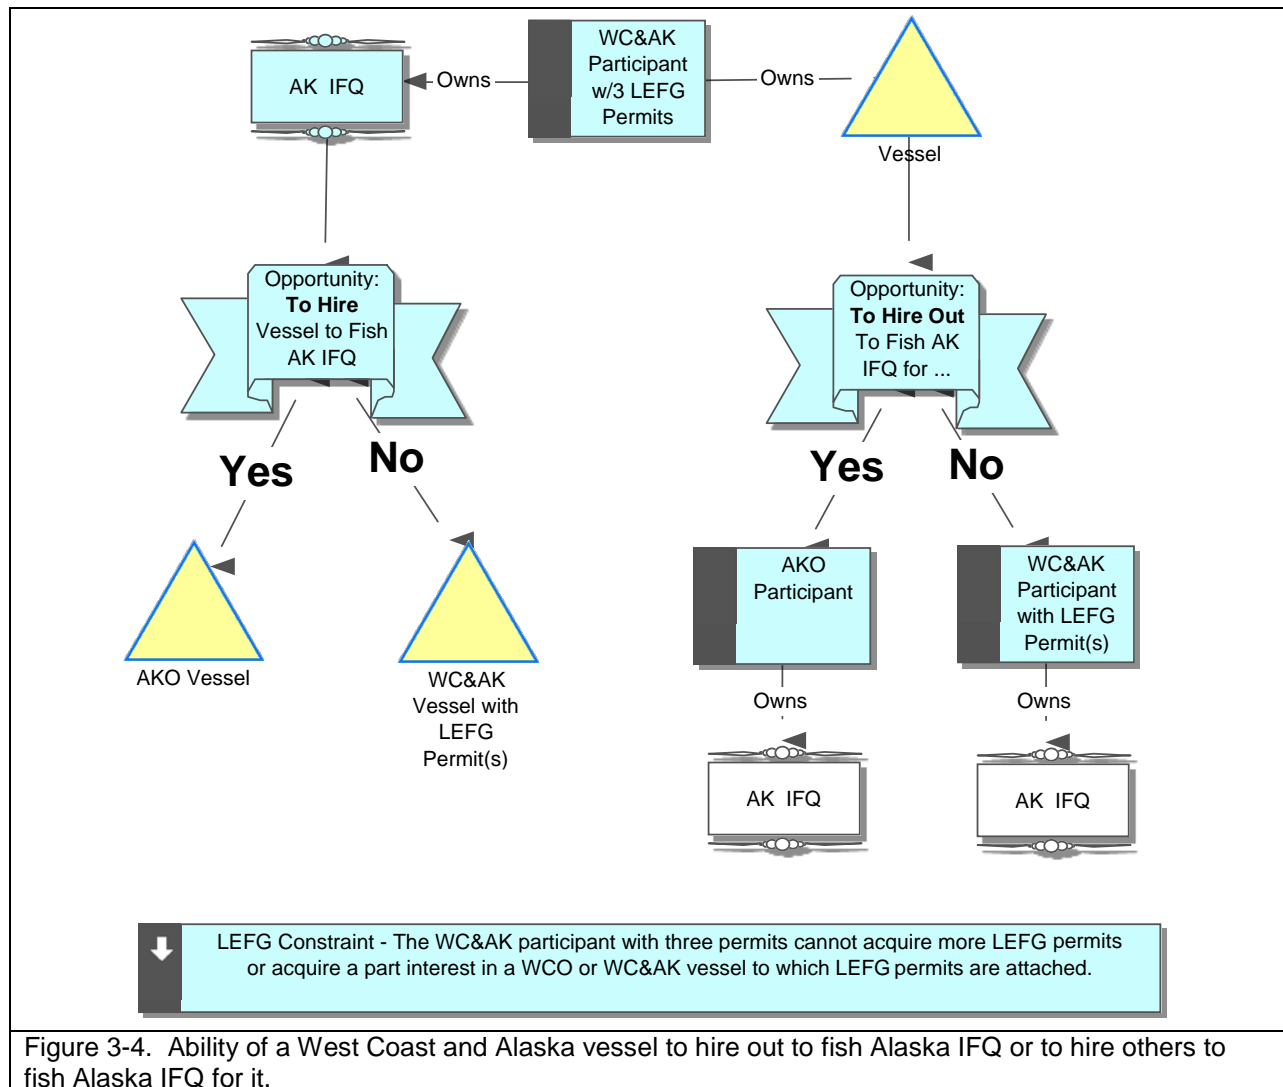 AK IFQ
Owns
WC&AK
Participant
w/3 LEFG
Permits
Owns
Vessel
Opportunity:
To Hire
Vessel to Fish
AK IFQ
Opportunity:
To Hire Out
To Fish AK
IFQ for ...
Yes
No
Yes
No
AKO Vessel
WC&AK
Vessel with
LEFG
Permit(s)
AKO
Participant
WC&AK
Participant
with LEFG
Permit(s)
Owns
Owns
AK IFQ
AK IFQ
LEFG Constraint - The WC&AK participant with three permits cannot acquire more LEFG permits
or acquire a part interest in a WCO or WC&AK vessel to which LEFG permits are attached.
Figure 3-4. Ability of a West Coast and Alaska vessel to hire out to fish Alaska IFQ or to hire others to
fish Alaska IFQ for it.